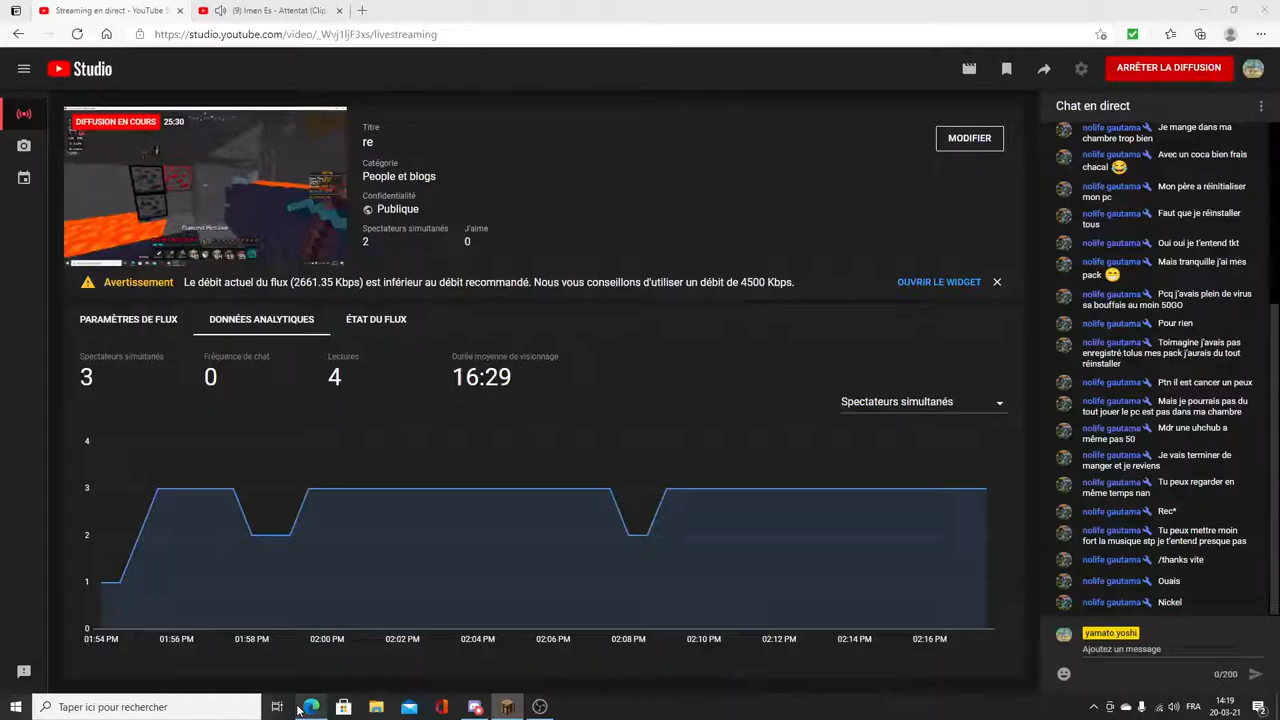 Streaming en direct - YouTube S
(9) Imen Es - Attentat (Clip
https://studio.youtube.com/video/_Wvj1ljF3xs/livestreaming
Studio
ARRÊTER LA DIFFUSION
DIFFUSION EN COURS 25:30
Diamond Pickaxe
Titre
re
Catégorie
People et blogs
Confidentialité
Publique
Spectateurs simultanés J'aime
2 0
MODIFIER
Avertissement Le débit actuel du flux (2661.35 Kbps) est inférieur au débit recommandé. Nous vous conseillons d'utiliser un débit de 4500 Kbps.
OUVRIR LE WIDGET
PARAMÈTRES DE FLUX DONNÉES ANALYTIQUES ÉTAT DU FLUX
Spectateurs simultanés Fréquence de chat Lectures Durée moyenne de visionnage
3 0 4 16:29
Spectateurs simultanés
4
3
2
1
0
01:54 PM 01:56 PM 01:58 PM 02:00 PM 02:02 PM 02:04 PM 02:06 PM 02:08 PM 02:10 PM 02:12 PM 02:14 PM 02:16 PM
Chat en direct
nolife gautama Je mange dans ma
chambre trop bien
nolife gautama Avec un coca bien frais
chacal 😂
nolife gautama Mon père a réinitialiser
mon pc
nolife gautama Faut que je réinstaller
tous
nolife gautama Oui oui je t'entend tkt
nolife gautama Mais tranquille j'ai mes
pack 😁
nolife gautama Pcq j'avais plein de virus
sa bouffais au moin 50GO
nolife gautama Pour rien
nolife gautama Toimagine j'avais pas
enregistré tolus mes pack j'aurais du tout
réinstaller
nolife gautama Ptn il est cancer un peux
nolife gautama Mais je pourrais pas du
tout jouer le pc est pas dans ma chambre
nolife gautama Mdr une uhchub a
même pas 50
nolife gautama Je vais terminer de
manger et je reviens
nolife gautama Tu peux regarder en
même temps nan
nolife gautama Rec*
nolife gautama Tu peux mettre moin
fort la musique stp je t'entend presque pas
nolife gautama /thanks vite
nolife gautama Ouais
nolife gautama Nickel
yamato yoshi
Ajoutez un message
0/200
Taper ici pour rechercher
FRA
14:19
20-03-21
2